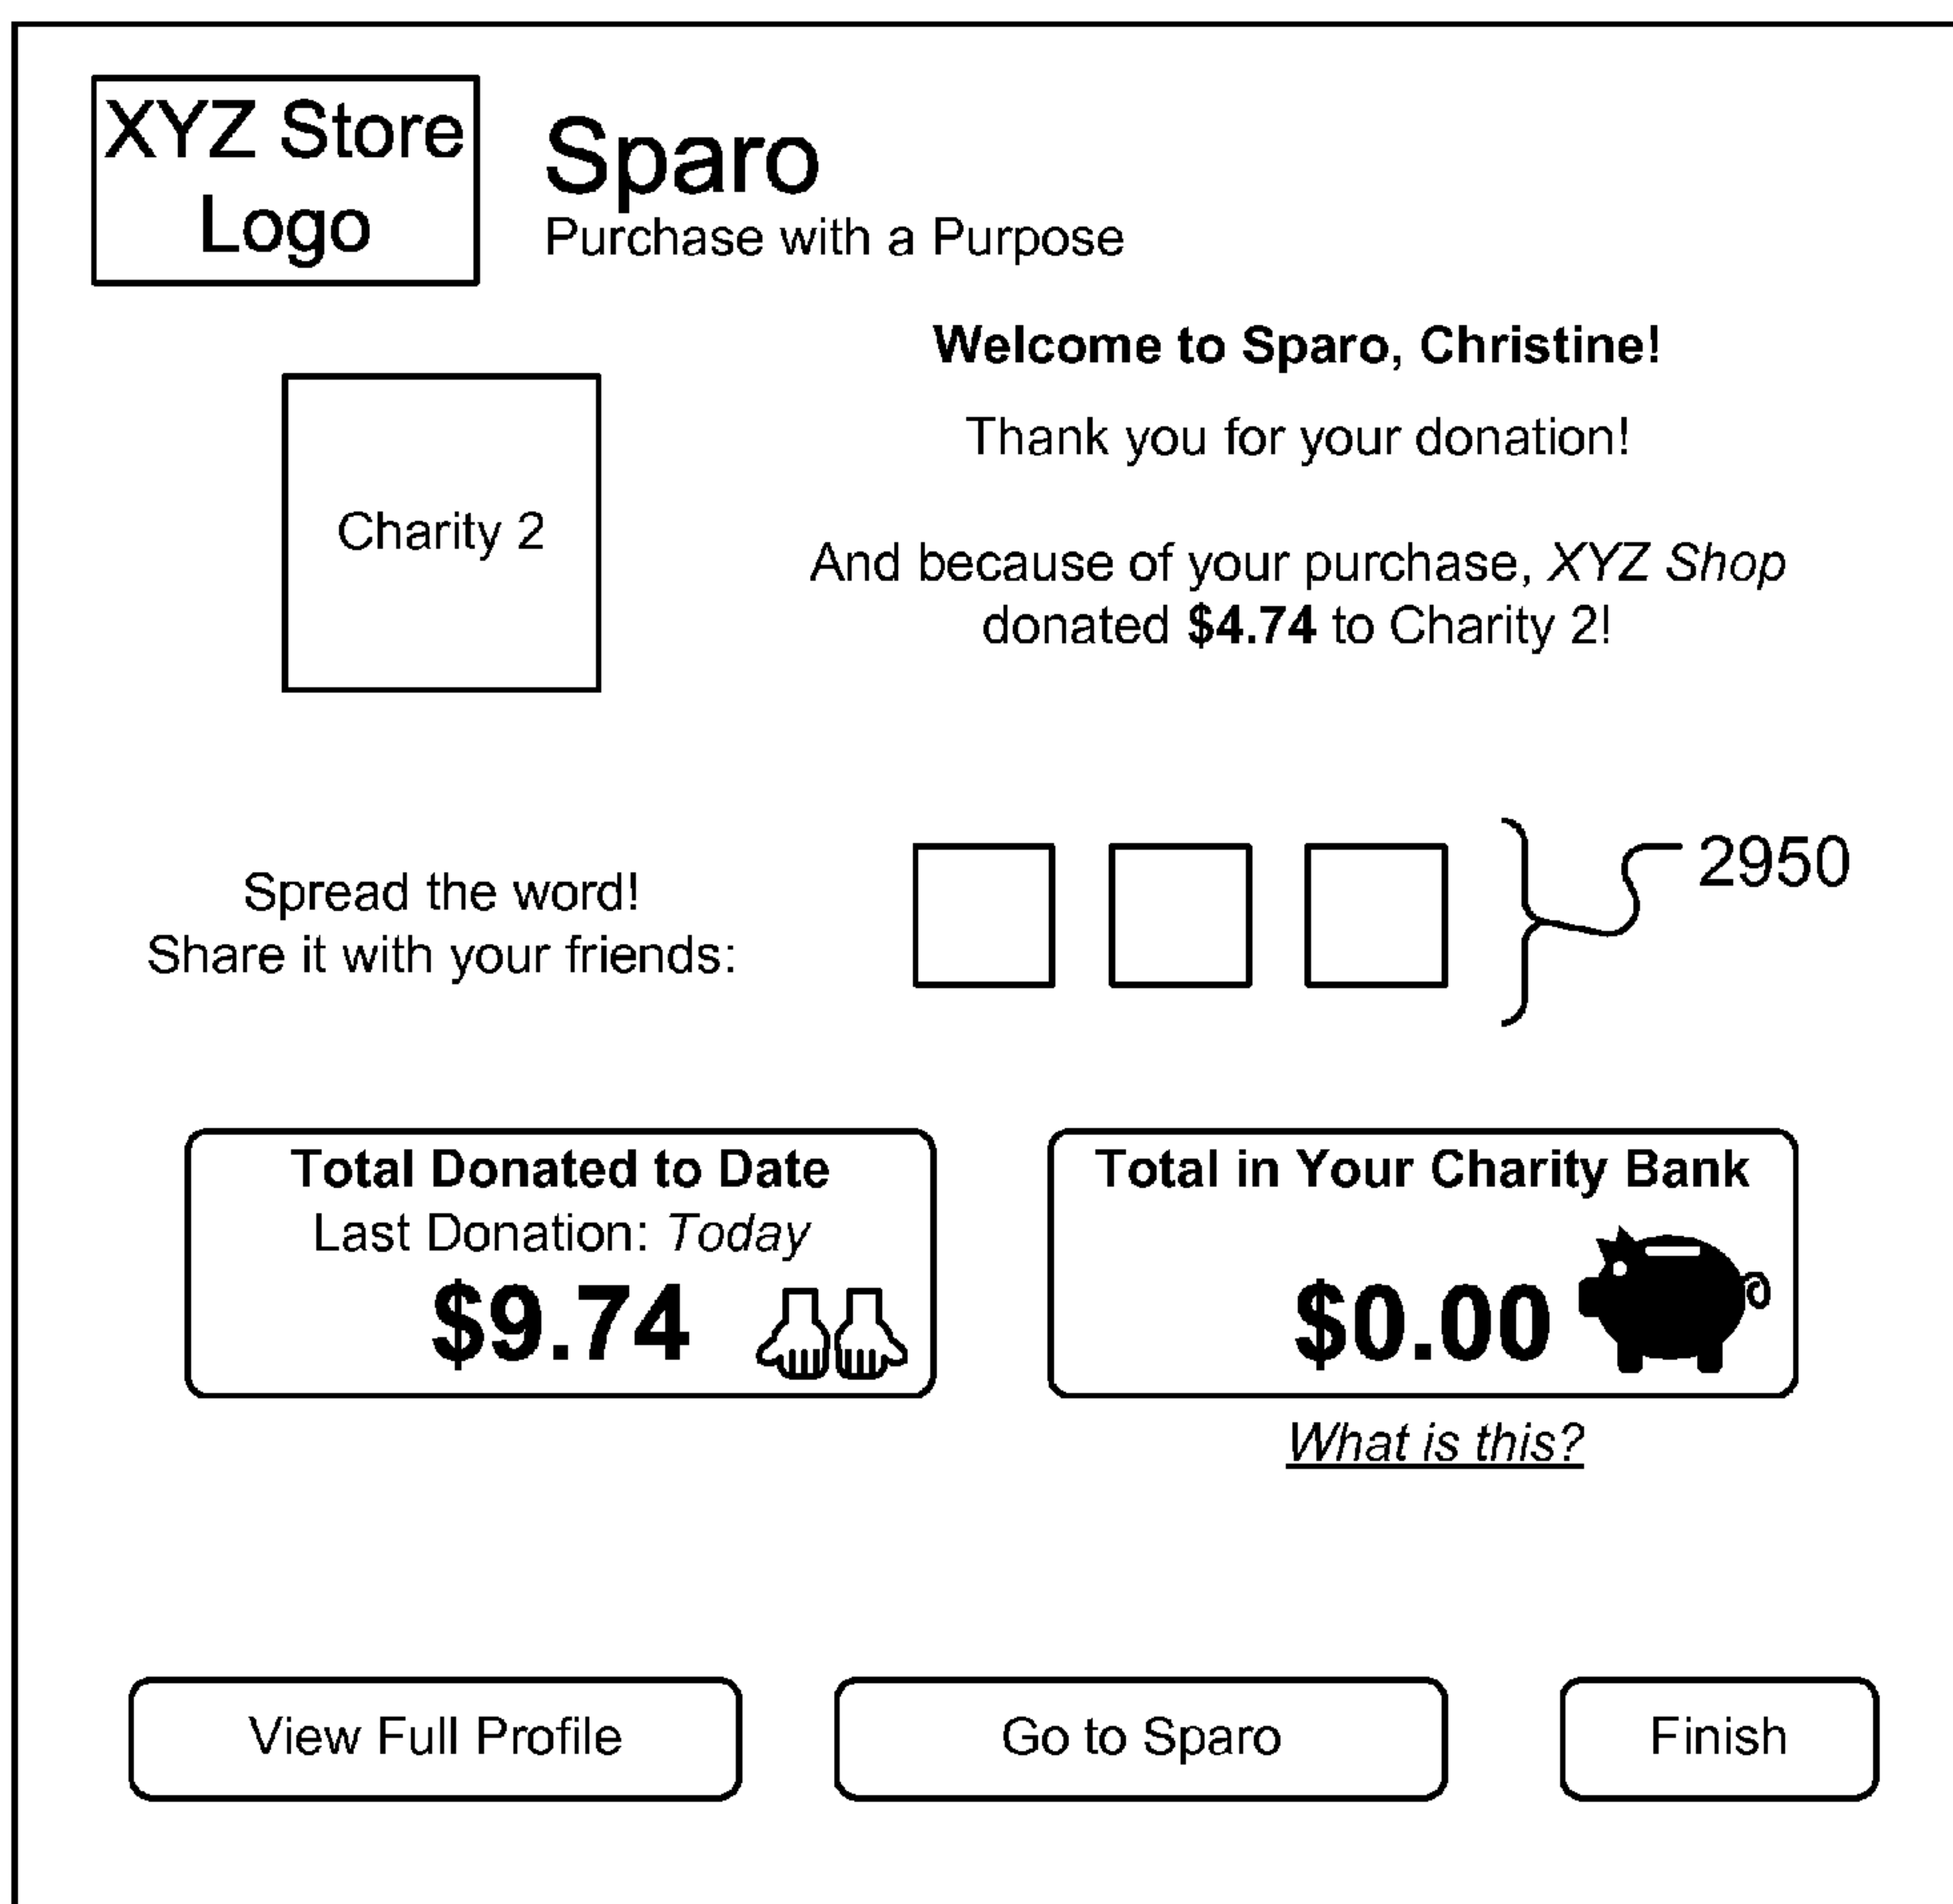 XYZ Store
Logo
Sparo
Purchase with a Purpose
Welcome to Sparo, Christine!
Thank you for your donation!
Charity 2
And because of your purchase, XYZ Shop
donated $4.74 to Charity 2!
Spread the word!
Share it with your friends:
2950
Total Donated to Date
Last Donation: Today
$9.74
Total in Your Charity Bank
$0.00
What is this?
View Full Profile
Go to Sparo
Finish